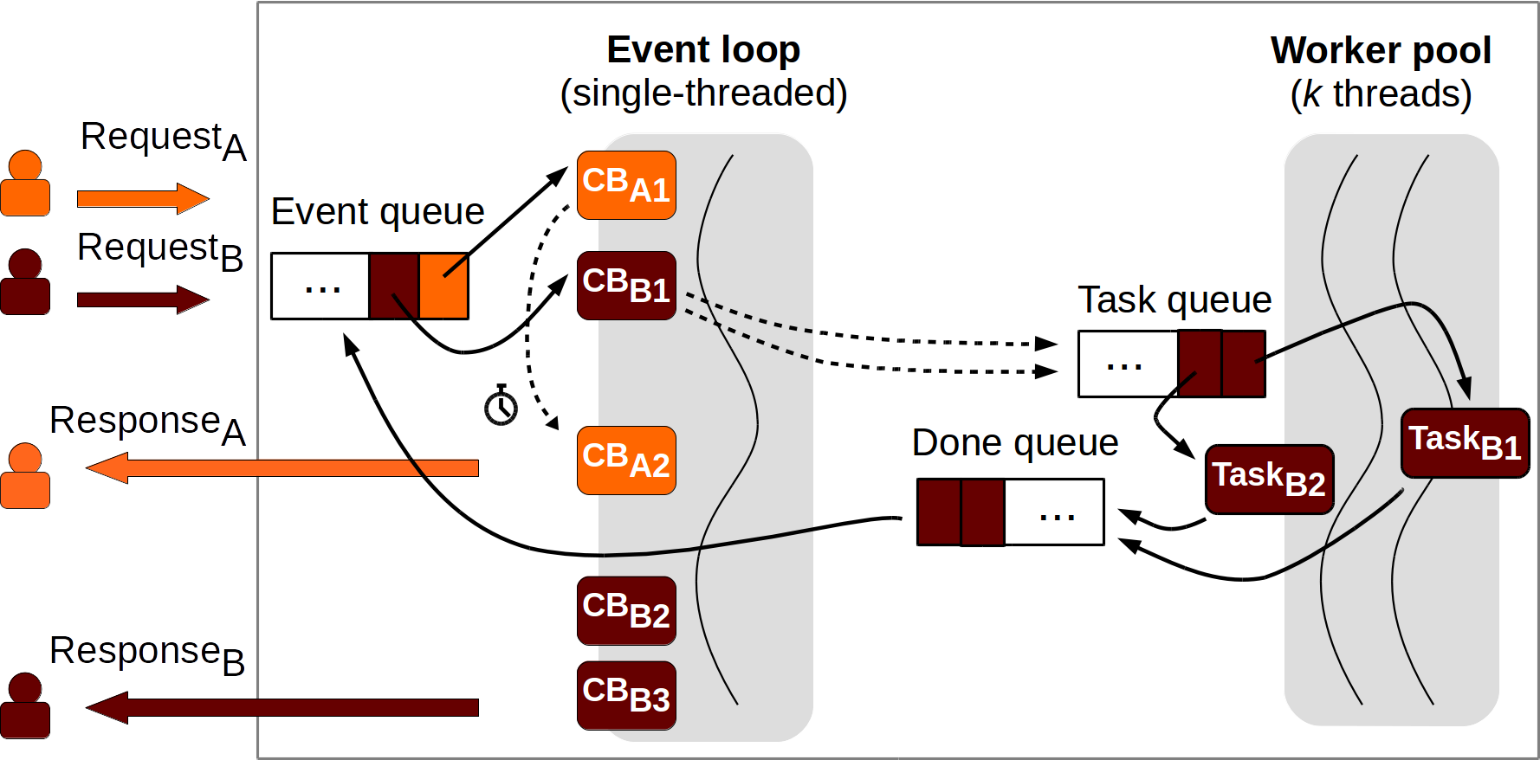 Event loop
(single-threaded)
Worker pool
(k threads)
RequestA
RequestB
Event queue
...
CBA1
CBB1
Task queue
...
ResponseA
CBA2
Done queue
...
TaskB1
TaskB2
CBB2
ResponseB
CBB3